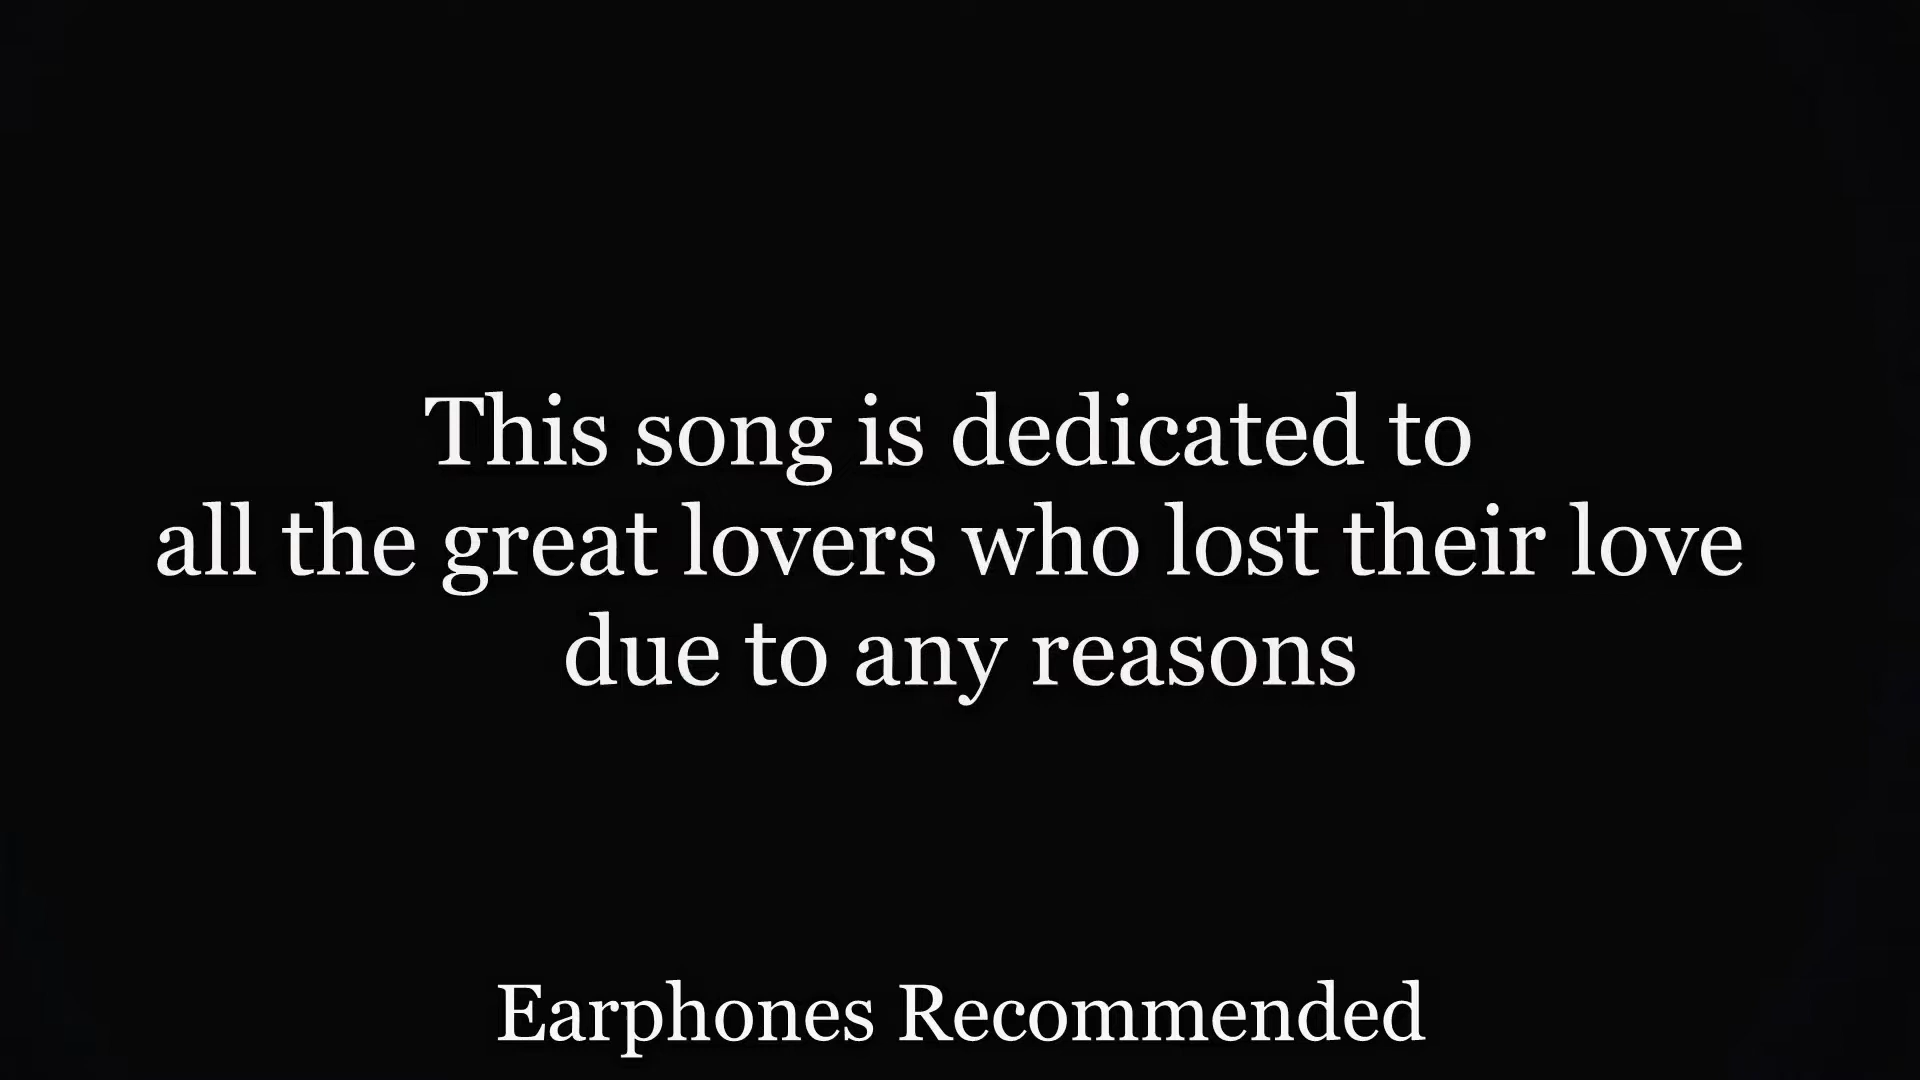 This song is dedicated to
all the great lovers who lost their love
due to any reasons
Earphones Recommended